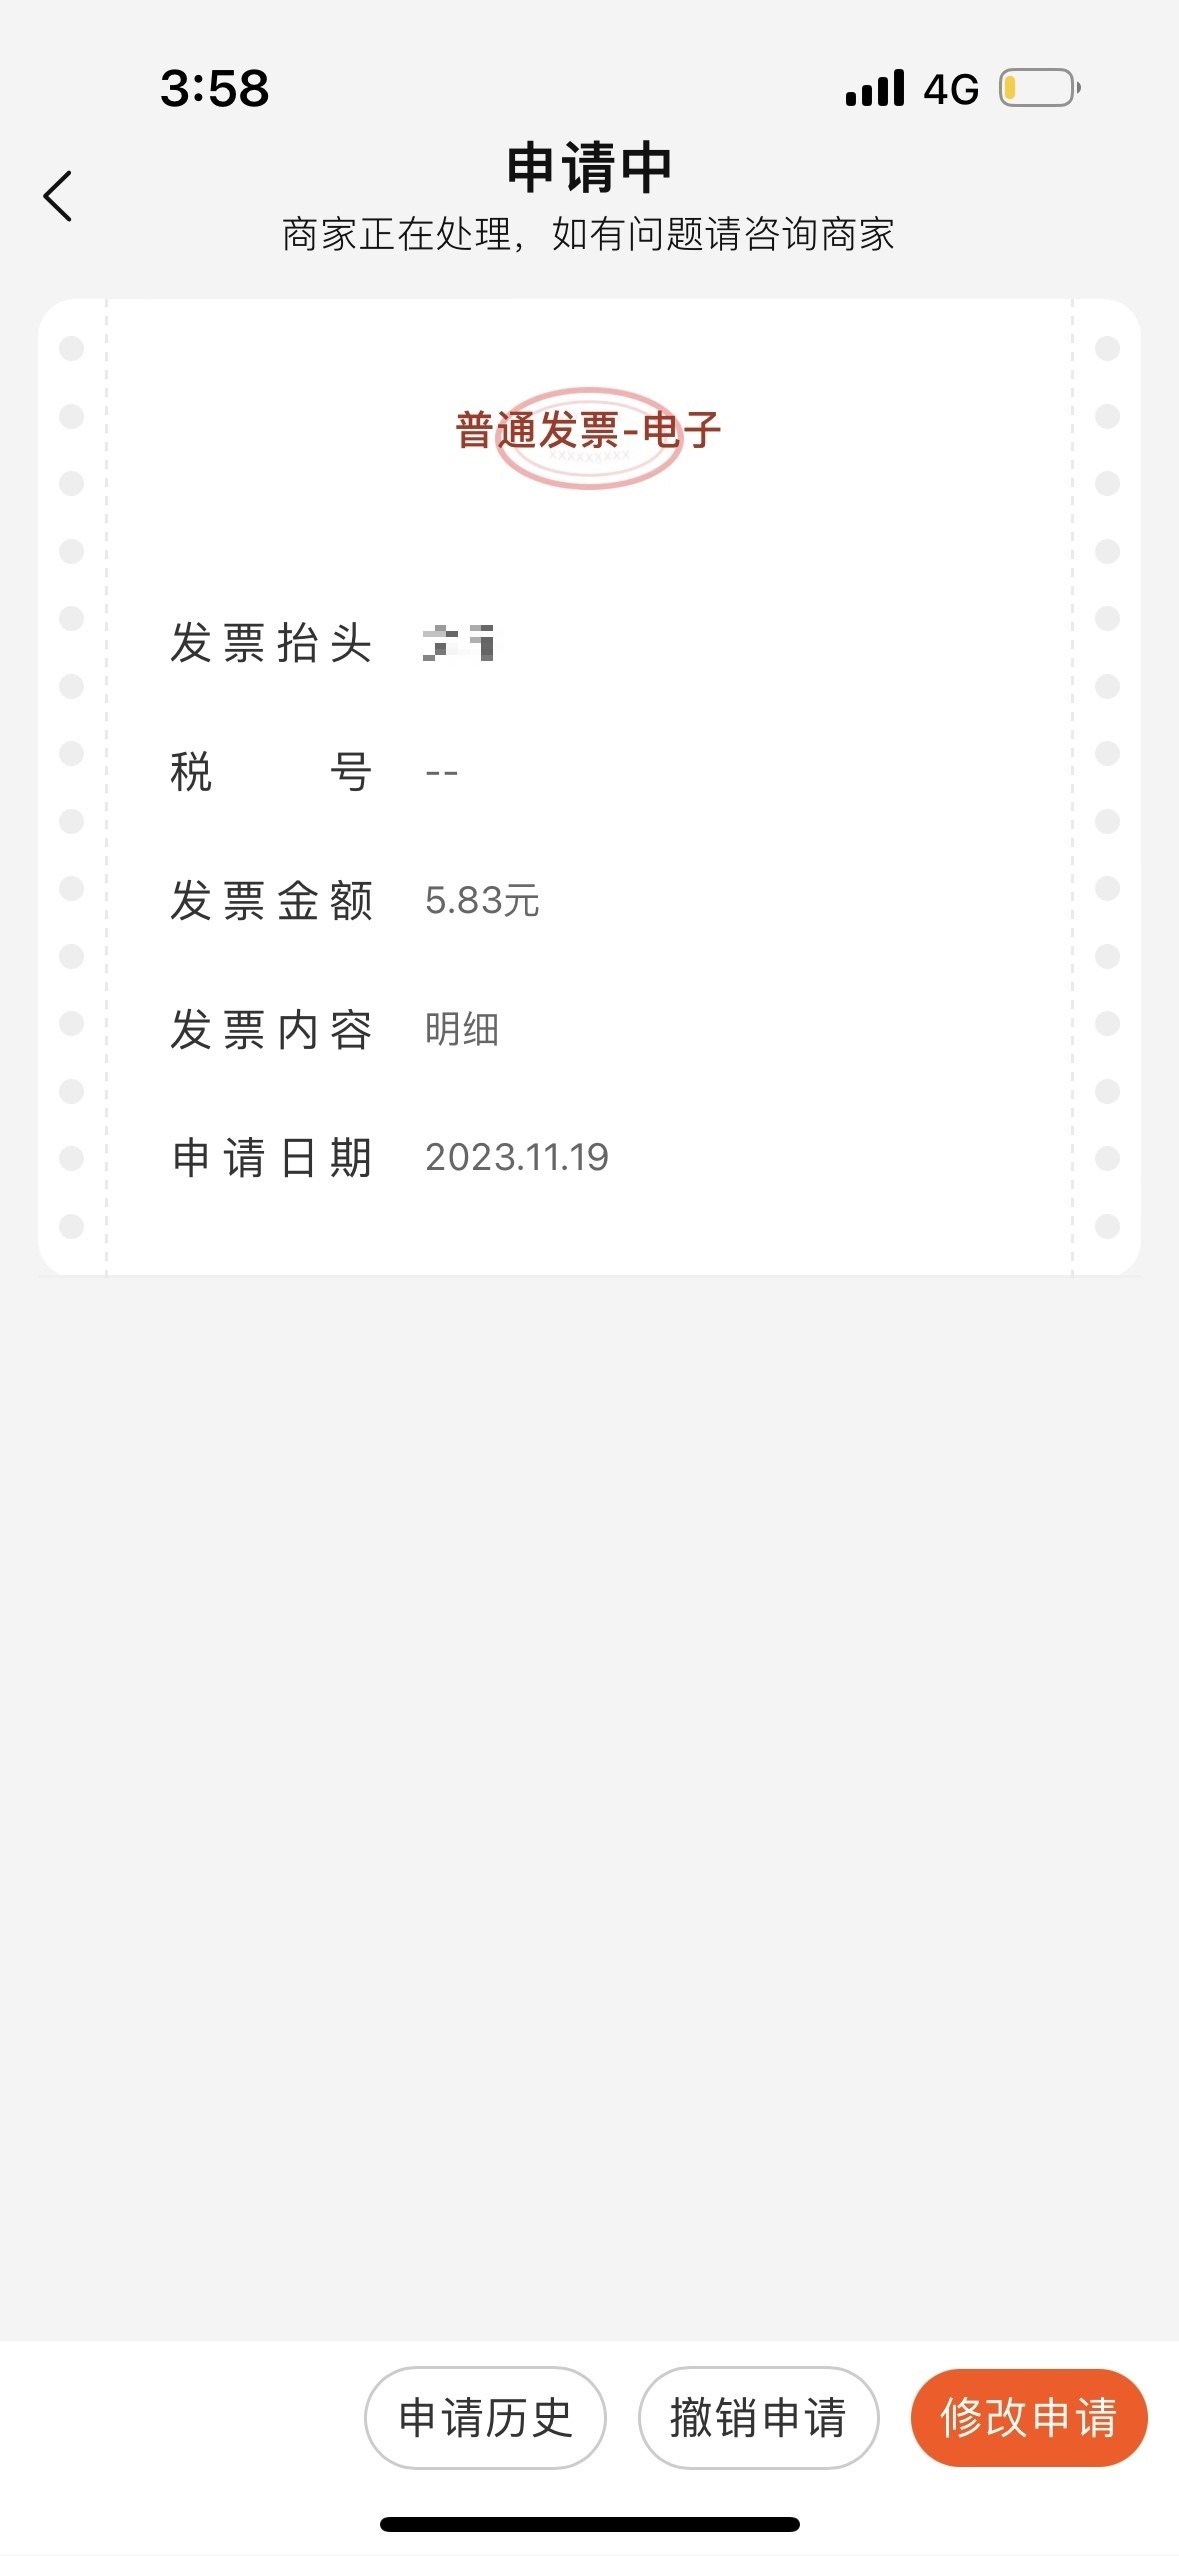 3:58 4G
申请中
商家正在处理，如有问题请咨询商家
普通发票-电子
xxxxxxxxx
发票抬头
税号 --
发票金额 5.83元
发票内容 明细
申请日期 2023.11.19
申请历史 撤销申请 修改申请